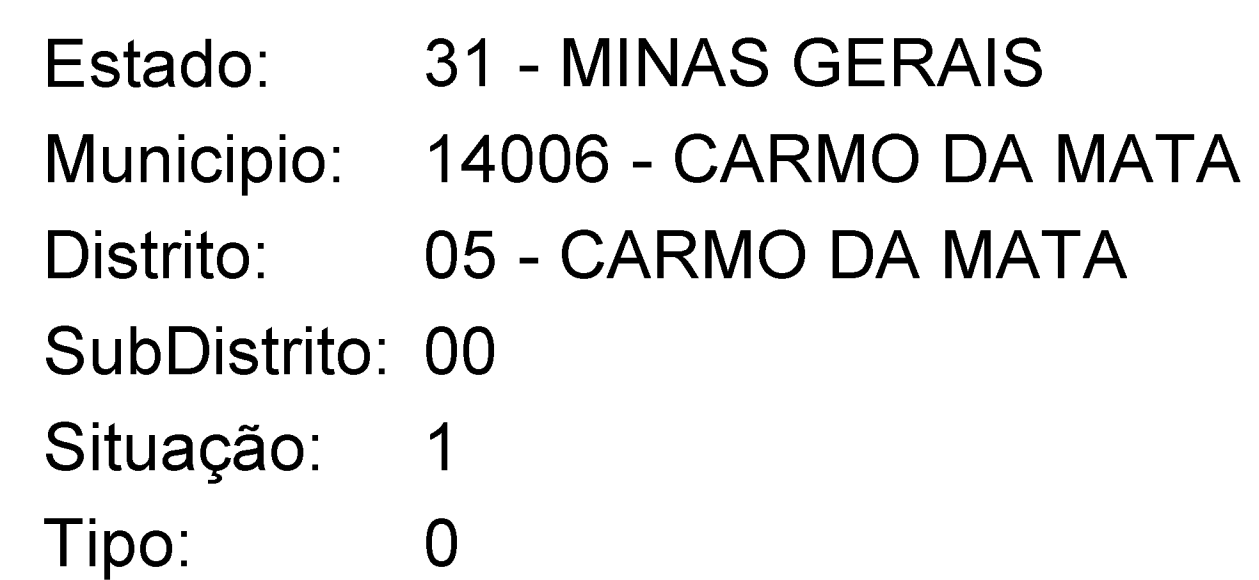 Estado: 31 - MINAS GERAIS
Municipio: 14006 - CARMO DA MATA
Distrito: 05 - CARMO DA MATA
SubDistrito: 00
Situação: 1
Tipo: 0